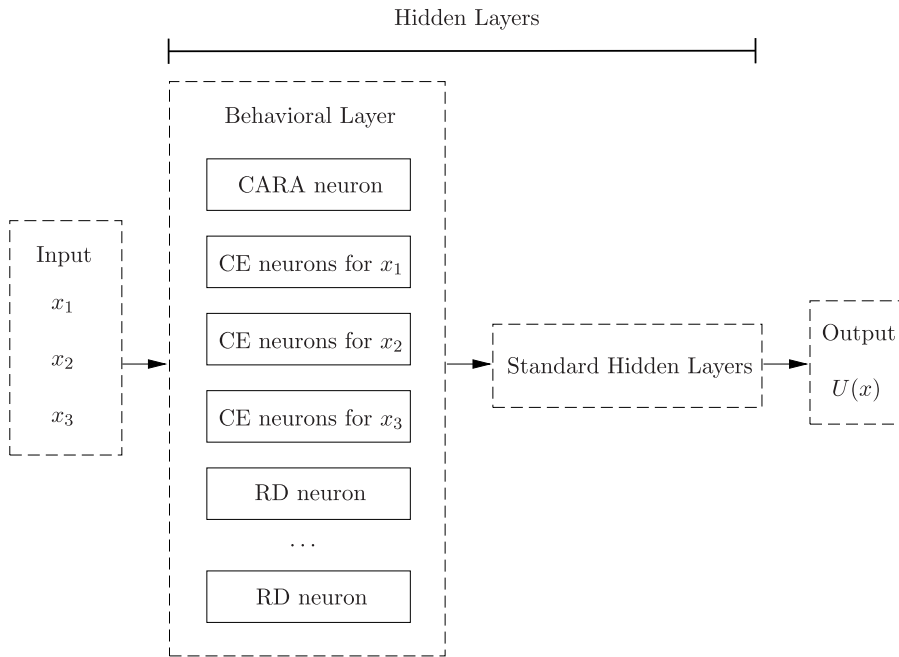 Hidden Layers
Input
x₁
x₂
x₃
Behavioral Layer
CARA neuron
CE neurons for x₁
CE neurons for x₂
CE neurons for x₃
RD neuron
...
RD neuron
Standard Hidden Layers
Output
U(x)